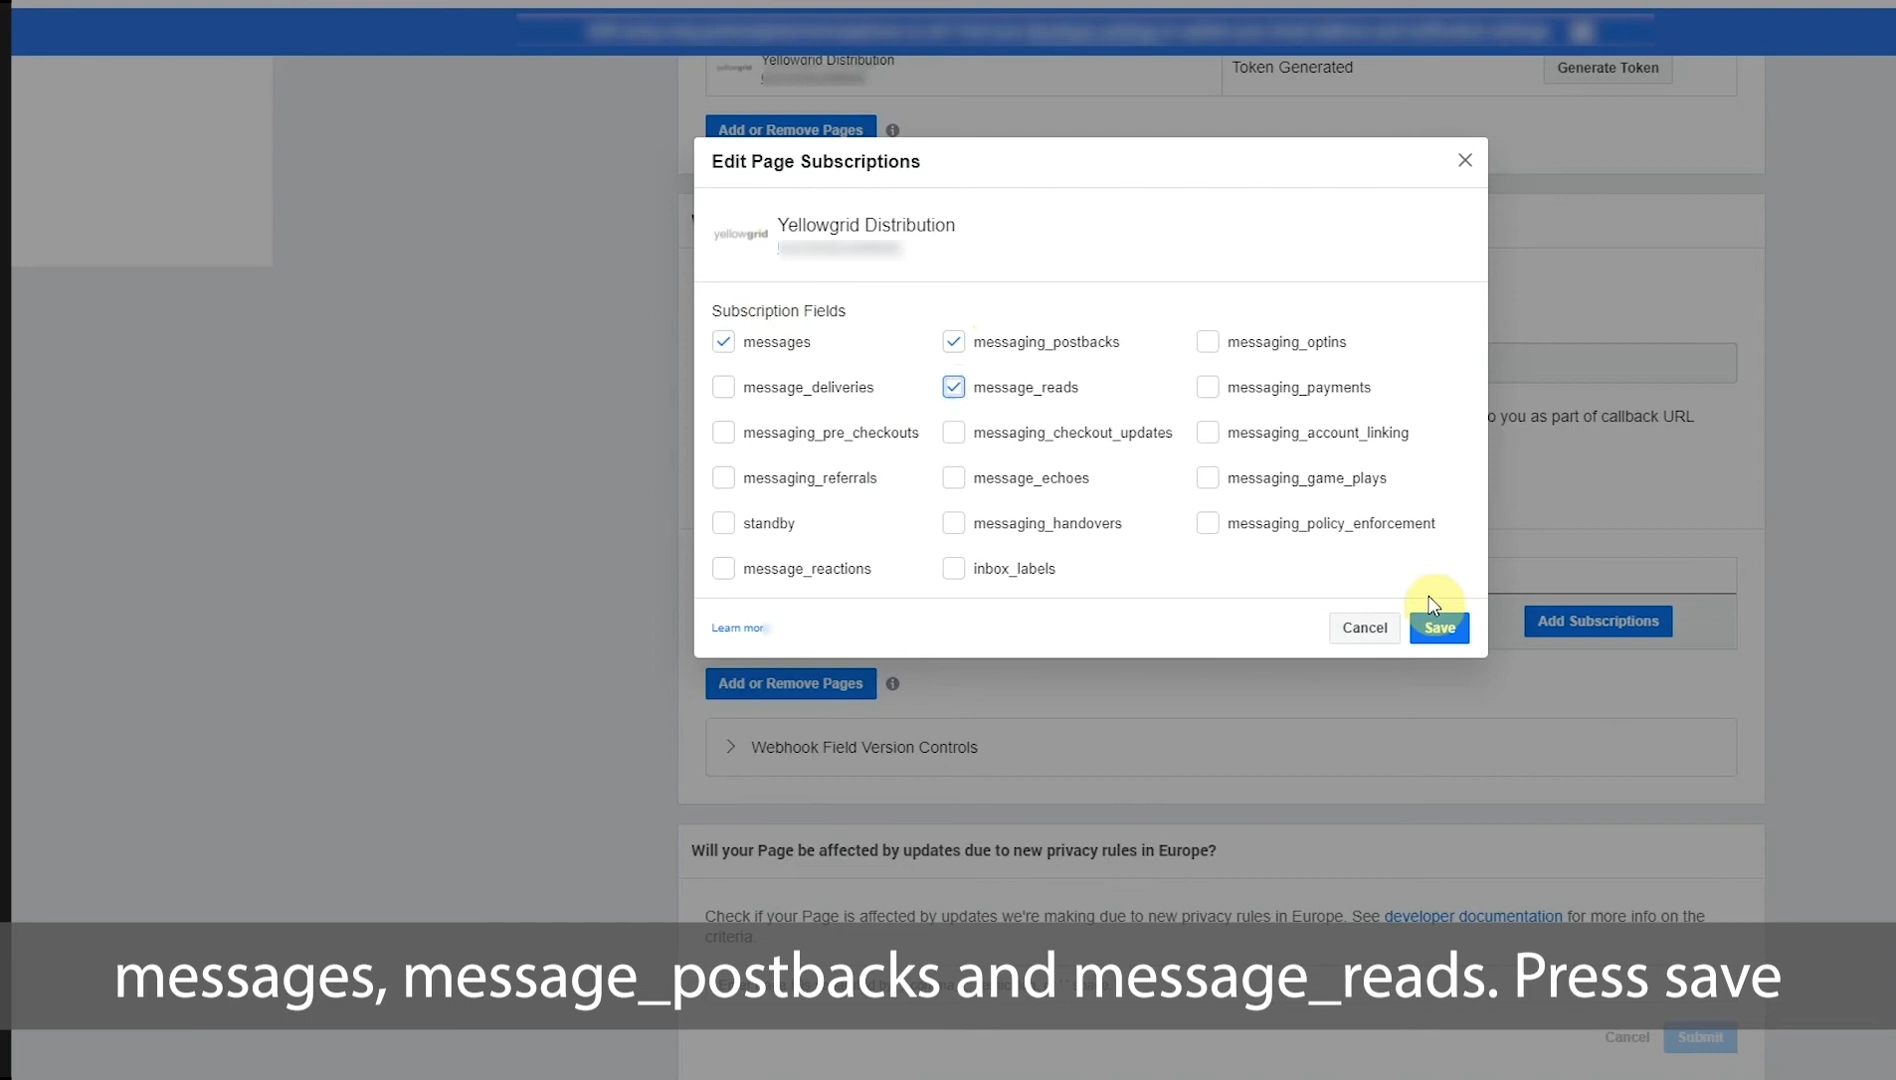 Yellowgrid Distribution
Token Generated
Generate Token
Add or Remove Pages
Edit Page Subscriptions
yellowgrid
Yellowgrid Distribution
Subscription Fields
messages
messaging_postbacks
messaging_optins
message_deliveries
message_reads
messaging_payments
messaging_pre_checkouts
messaging_checkout_updates
messaging_account_linking
messaging_referrals
message_echoes
messaging_game_plays
standby
messaging_handovers
messaging_policy_enforcement
message_reactions
inbox_labels
o you as part of callback URL
Learn more
Cancel
Save
Add Subscriptions
Add or Remove Pages
Webhook Field Version Controls
Will your Page be affected by updates due to new privacy rules in Europe?
Check if your Page is affected by updates we're making due to new privacy rules in Europe. See developer documentation for more info on the
criteria.
messages, message_postbacks and message_reads. Press save
Cancel
Submit